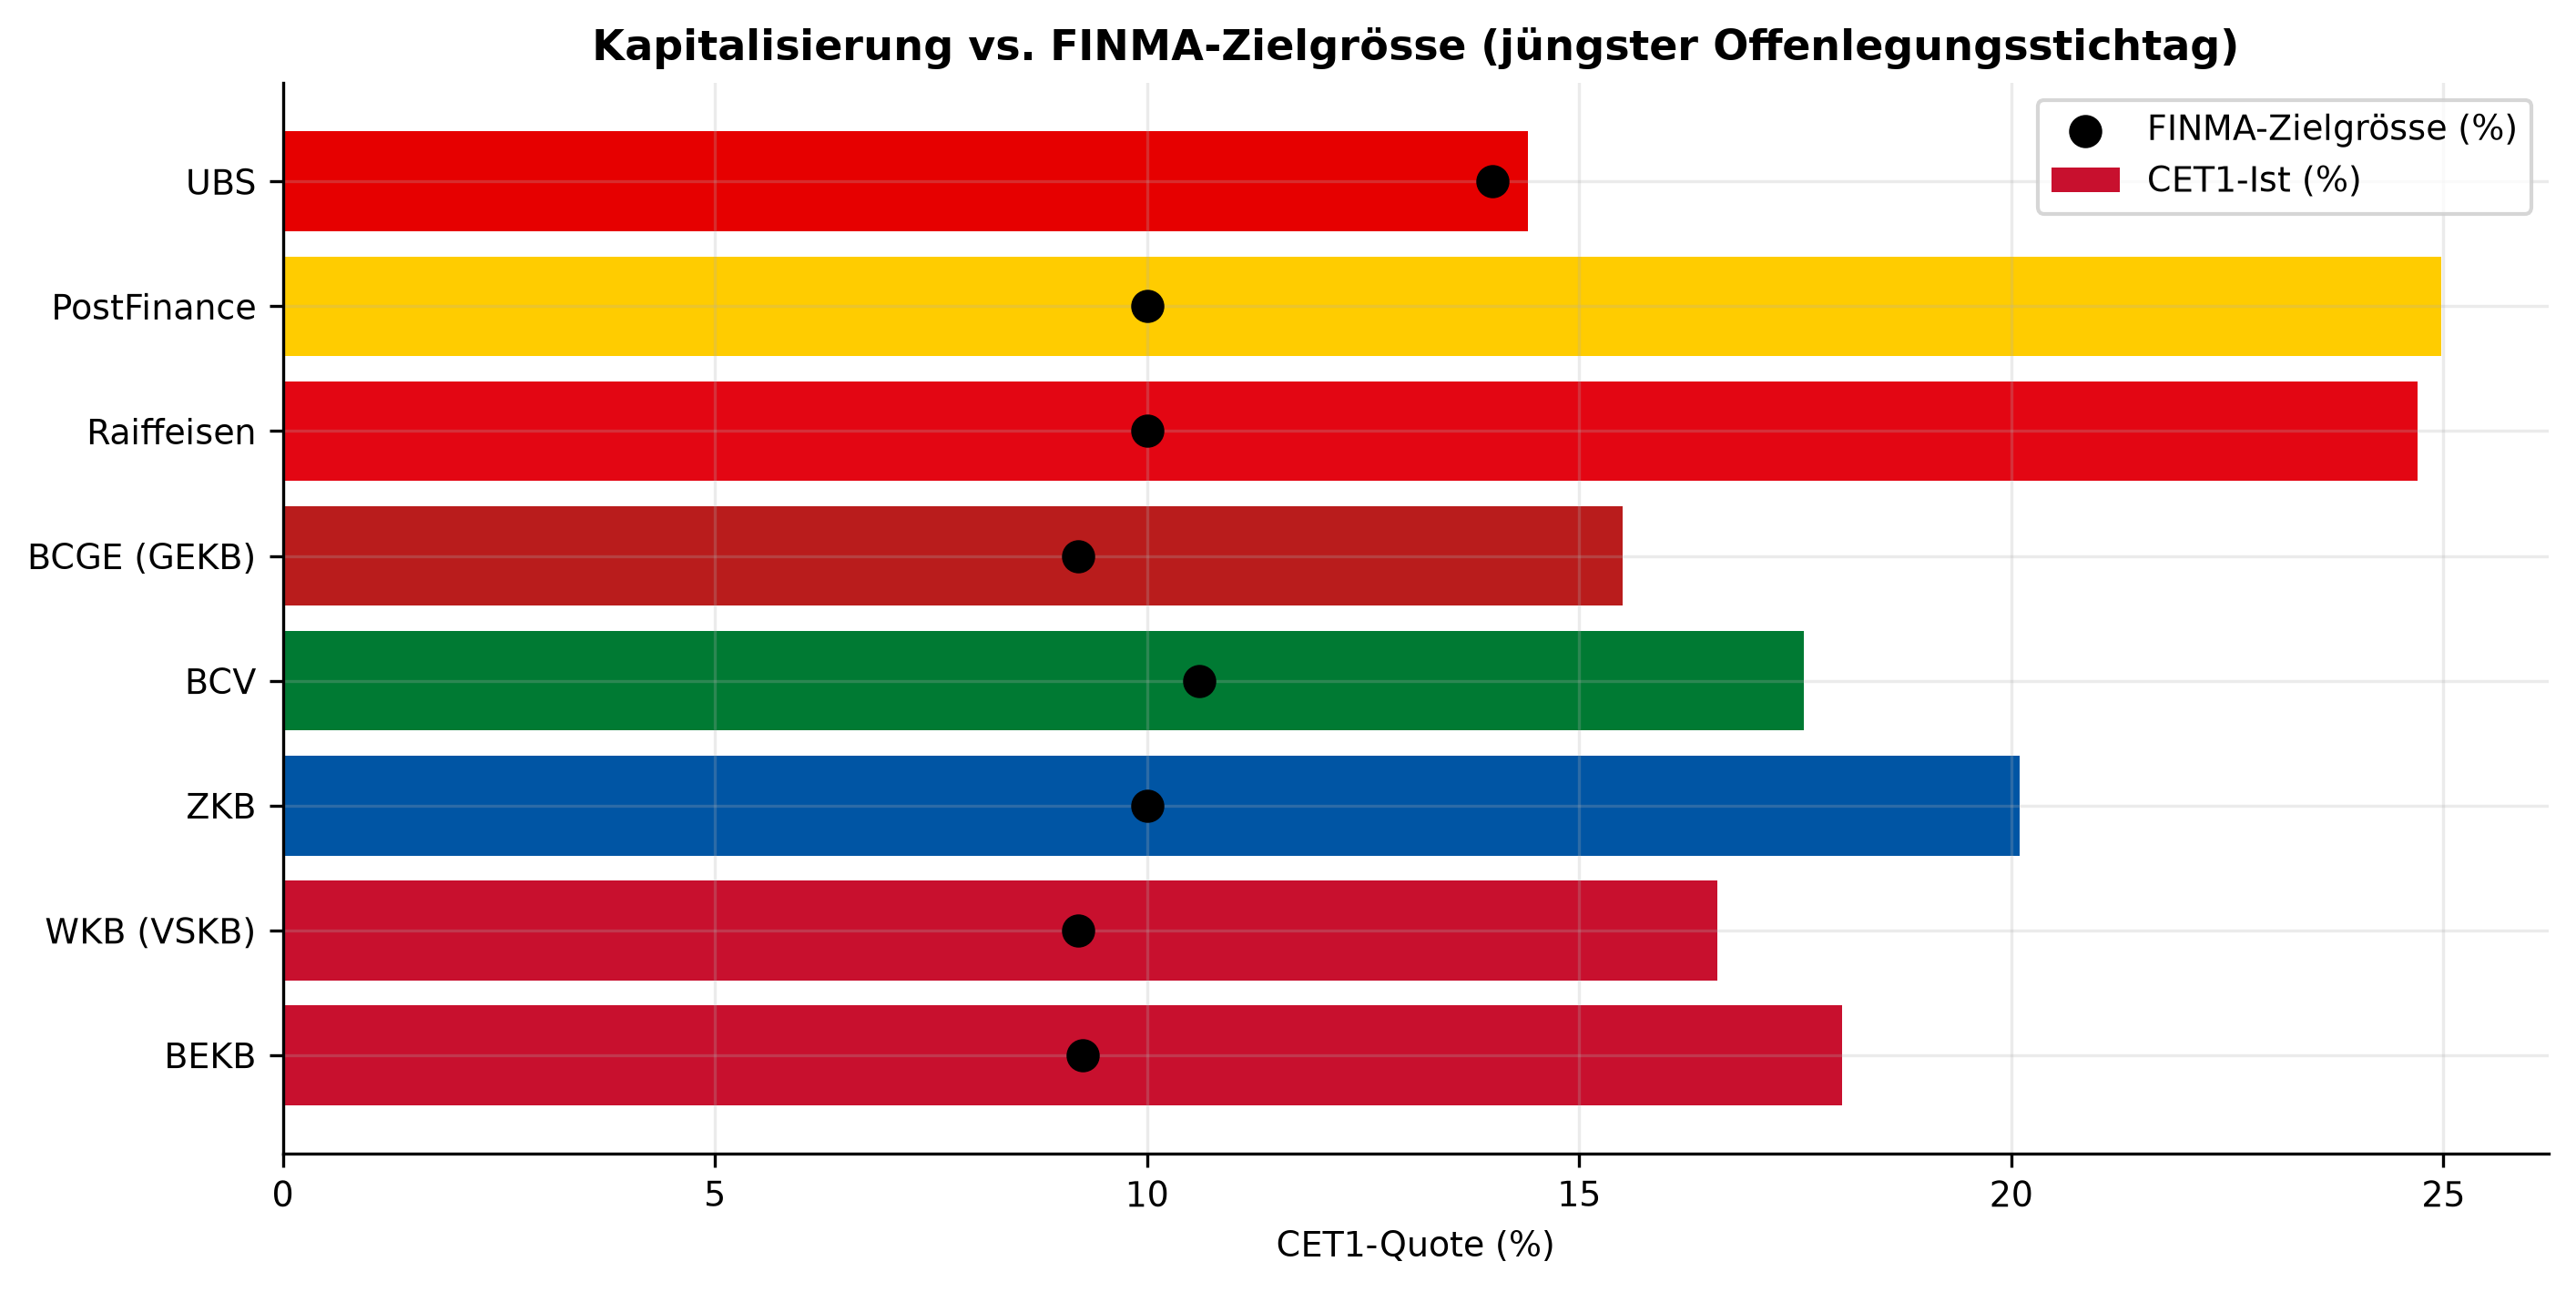 Kapitalisierung vs. FINMA-Zielgrösse (jüngster Offenlegungsstichtag)
FINMA-Zielgrösse (%)
CET1-Ist (%)
UBS
PostFinance
Raiffeisen
BCGE (GEKB)
BCV
ZKB
WKB (VSKB)
BEKB
0 5 10 15 20 25
CET1-Quote (%)